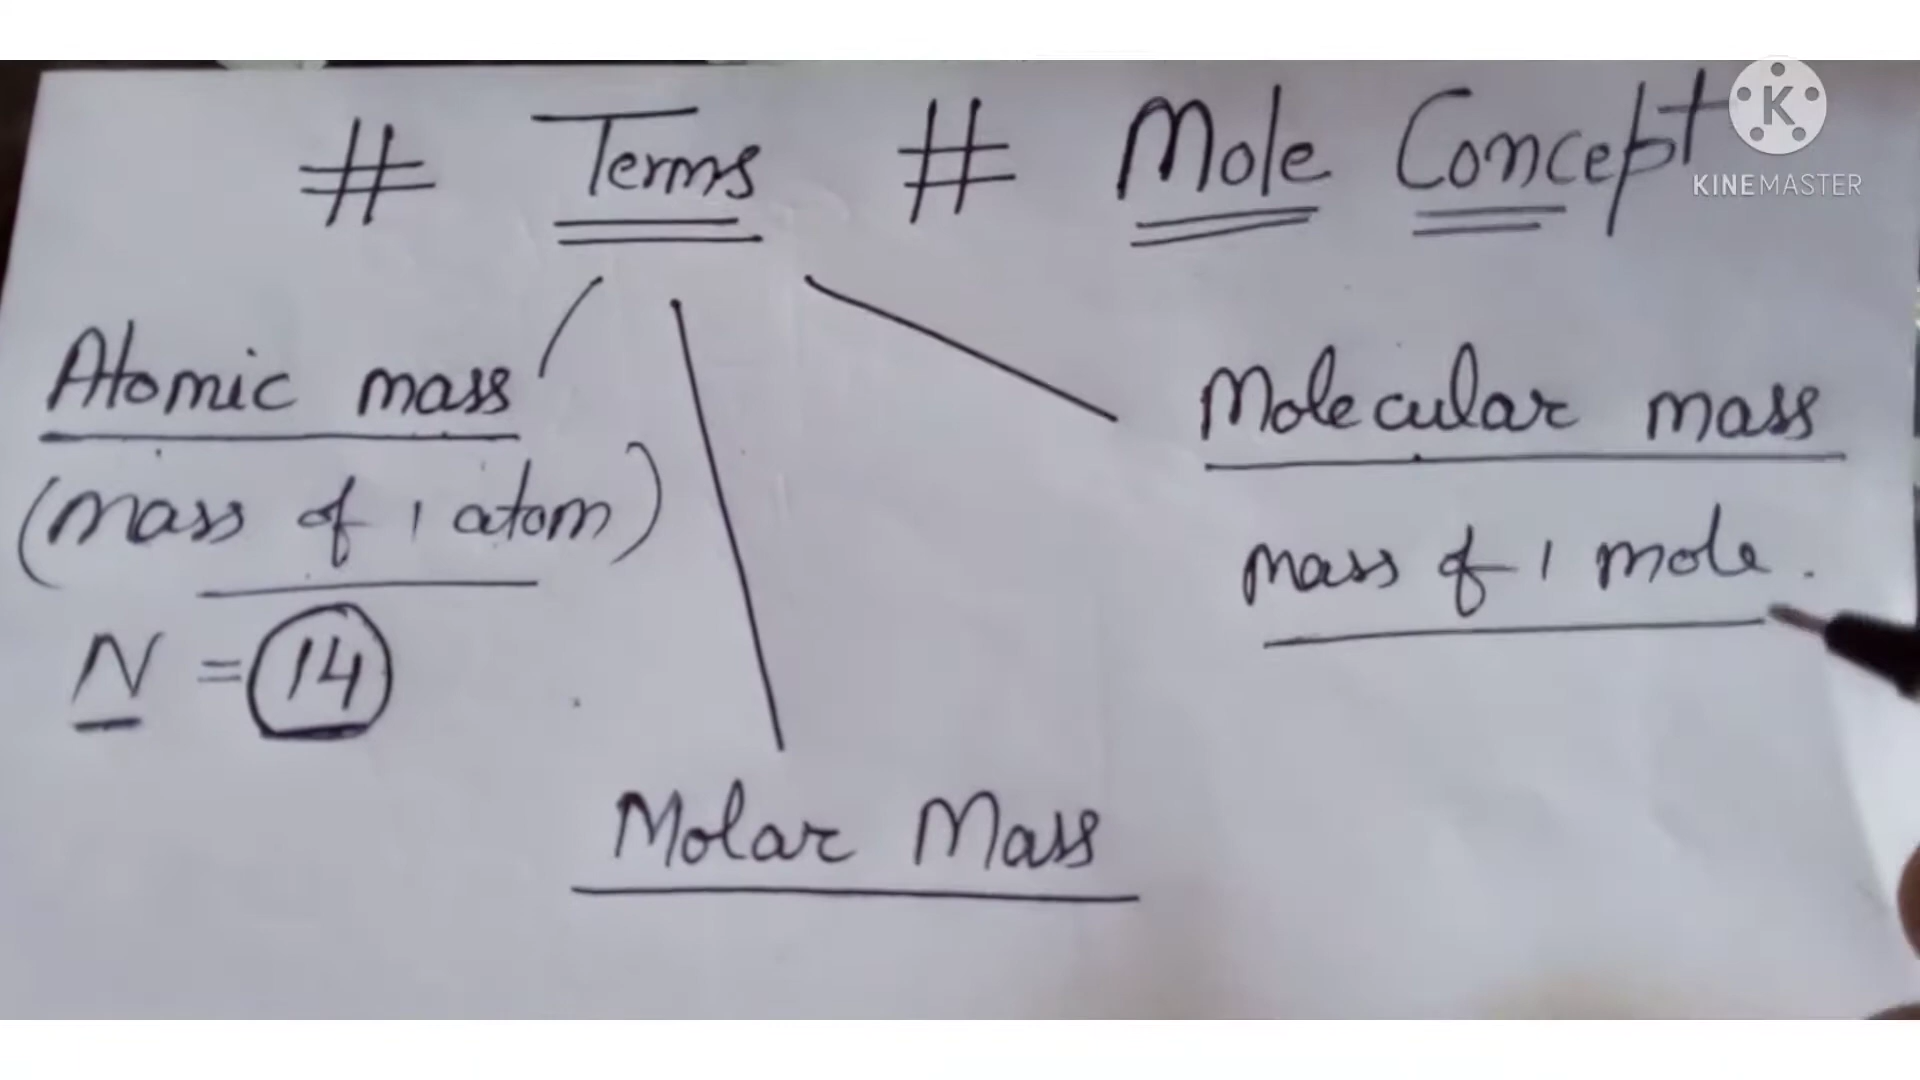 # Terms # Mole Concept
KINEMASTER
Atomic mass
(mass of 1 atom)
N = 14
Molecular mass
mass of 1 mole.
Molar Mass